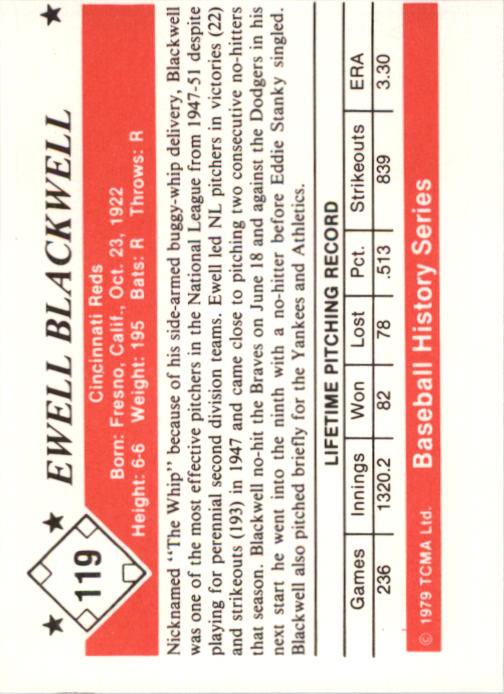 119
EWELL BLACKWELL
Cincinnati Reds
Born: Fresno, Calif., Oct. 23, 1922
Height: 6-6 Weight: 195 Bats: R Throws: R
Nicknamed "The Whip" because of his side-armed buggy-whip delivery, Blackwell
was one of the most effective pitchers in the National League from 1947-51 despite
playing for perennial second division teams. Ewell led NL pitchers in victories (22)
and strikeouts (193) in 1947 and came close to pitching two consecutive no-hitters
that season. Blackwell no-hit the Braves on June 18 and against the Dodgers in his
next start he went into the ninth with a no-hitter before Eddie Stanky singled.
Blackwell also pitched briefly for the Yankees and Athletics.
LIFETIME PITCHING RECORD
Games Innings Won Lost Pct. Strikeouts ERA
236 1320.2 82 78 .513 839 3.30
© 1979 TCMA Ltd. Baseball History Series